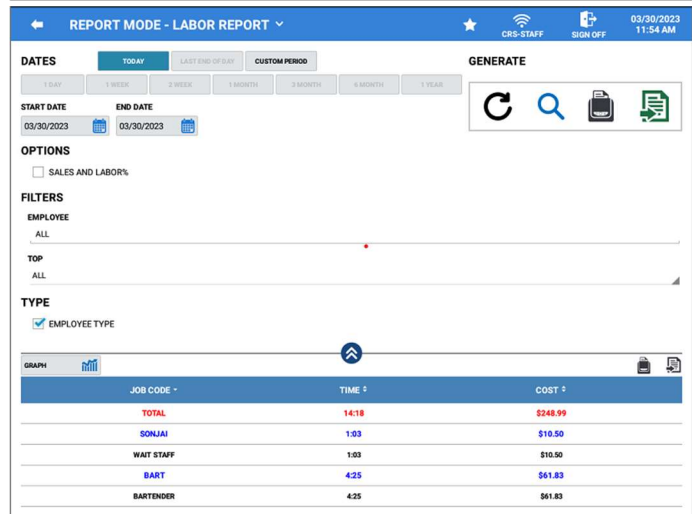 REPORT MODE - LABOR REPORT
CRS-STAFF
SIGN OFF
03/30/2023
11:54 AM
DATES
TODAY
LAST END OF DAY
CUSTOM PERIOD
GENERATE
1 DAY
1 WEEK
2 WEEK
1 MONTH
3 MONTH
6 MONTH
1 YEAR
START DATE
END DATE
03/30/2023
03/30/2023
OPTIONS
SALES AND LABOR%
FILTERS
EMPLOYEE
ALL
TOP
ALL
TYPE
EMPLOYEE TYPE
GRAPH
JOB CODE TIME COST
TOTAL 14:18 $248.99
SONJAI 1:03 $10.50
WAIT STAFF 1:03 $10.50
BART 4:25 $61.83
BARTENDER 4:25 $61.83